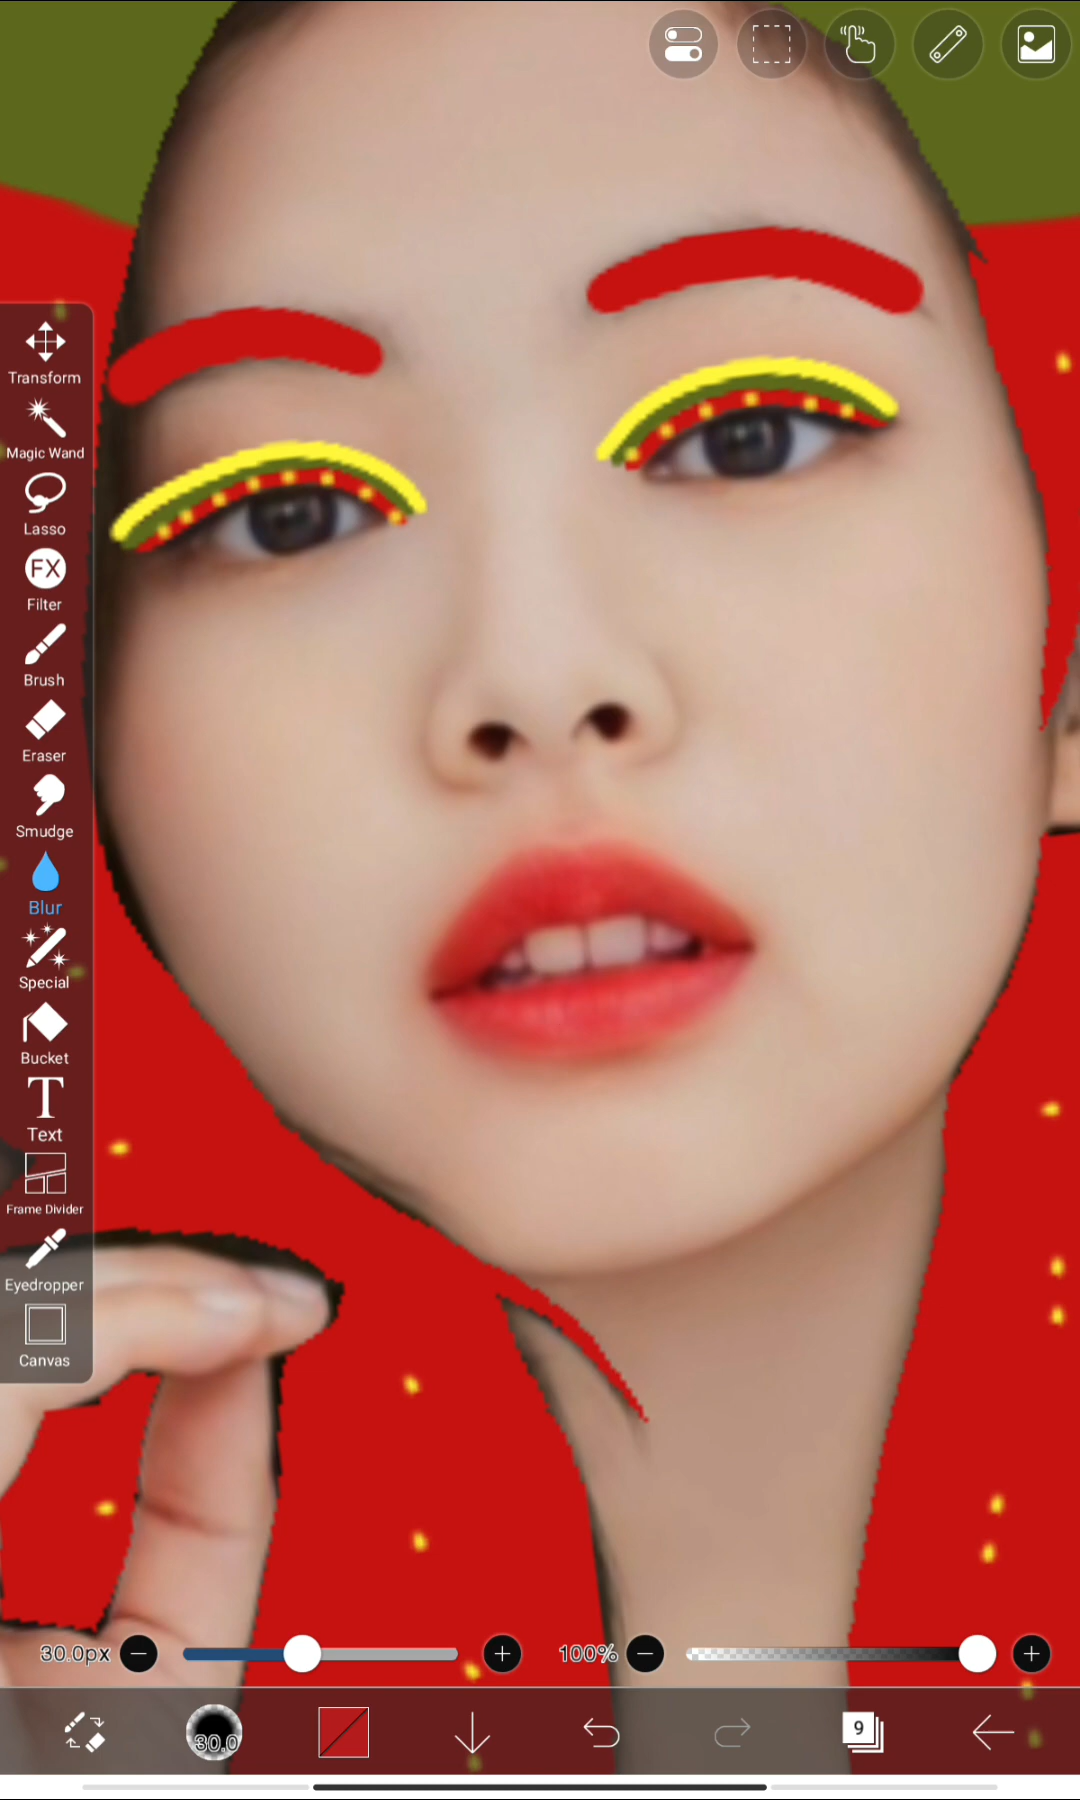 Transform
Magic Wand
Lasso
FX
Filter
Brush
Eraser
Smudge
Blur
Special
Bucket
T
Text
Frame Divider
Eyedropper
Canvas
30.0px
100%
30.0
9